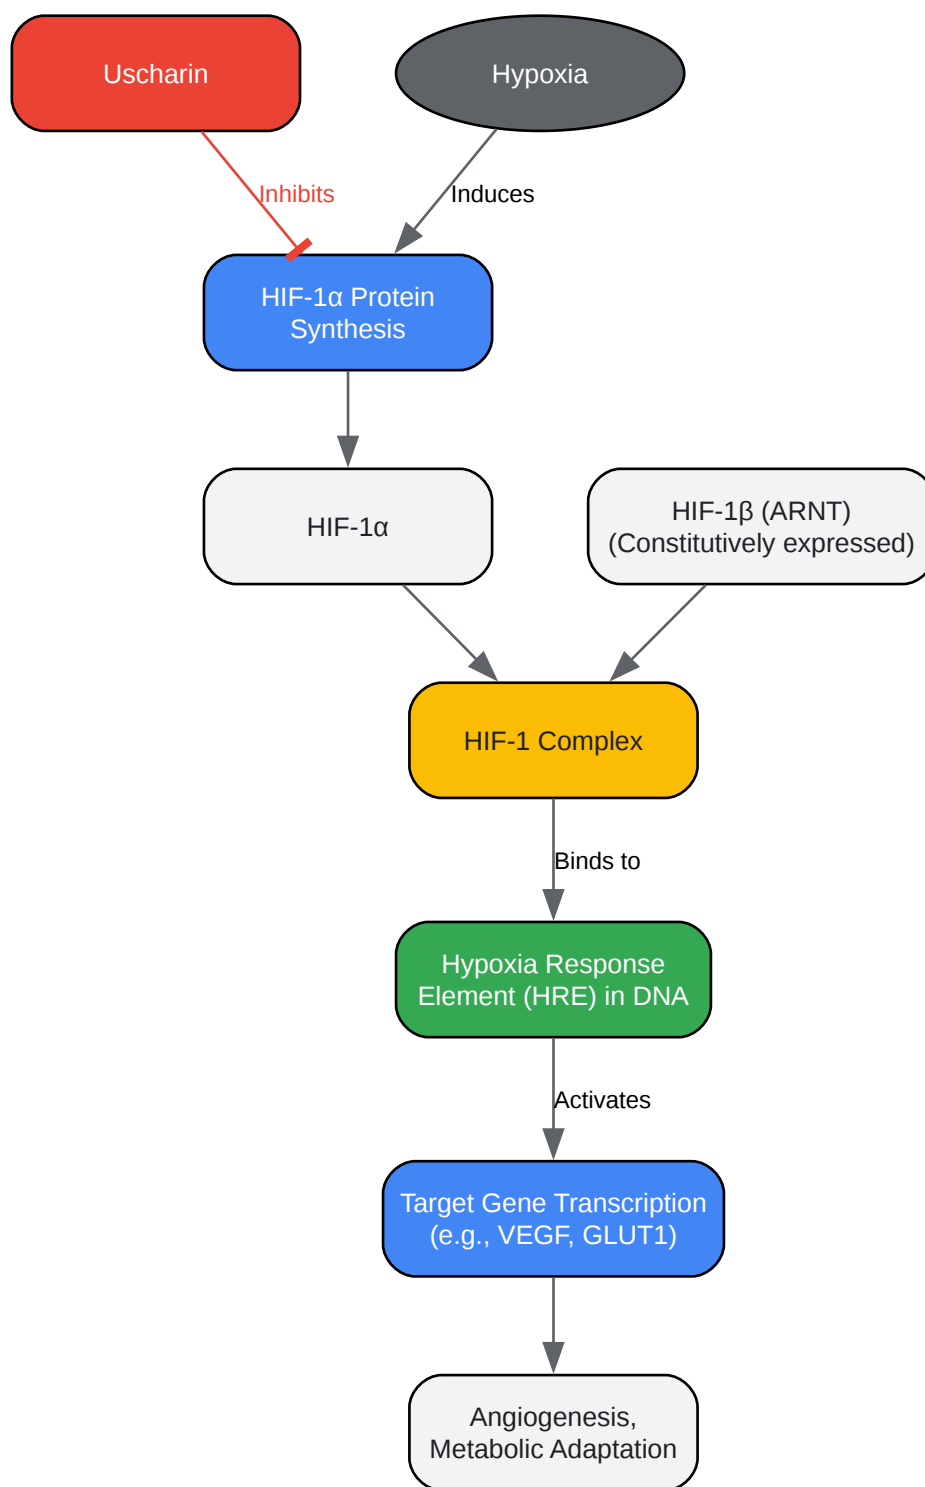 Uscharin
Hypoxia
Inhibits
Induces
HIF-1α Protein
Synthesis
HIF-1α
HIF-1β (ARNT)
(Constitutively expressed)
HIF-1 Complex
Binds to
Hypoxia Response
Element (HRE) in DNA
Activates
Target Gene Transcription
(e.g., VEGF, GLUT1)
Angiogenesis,
Metabolic Adaptation